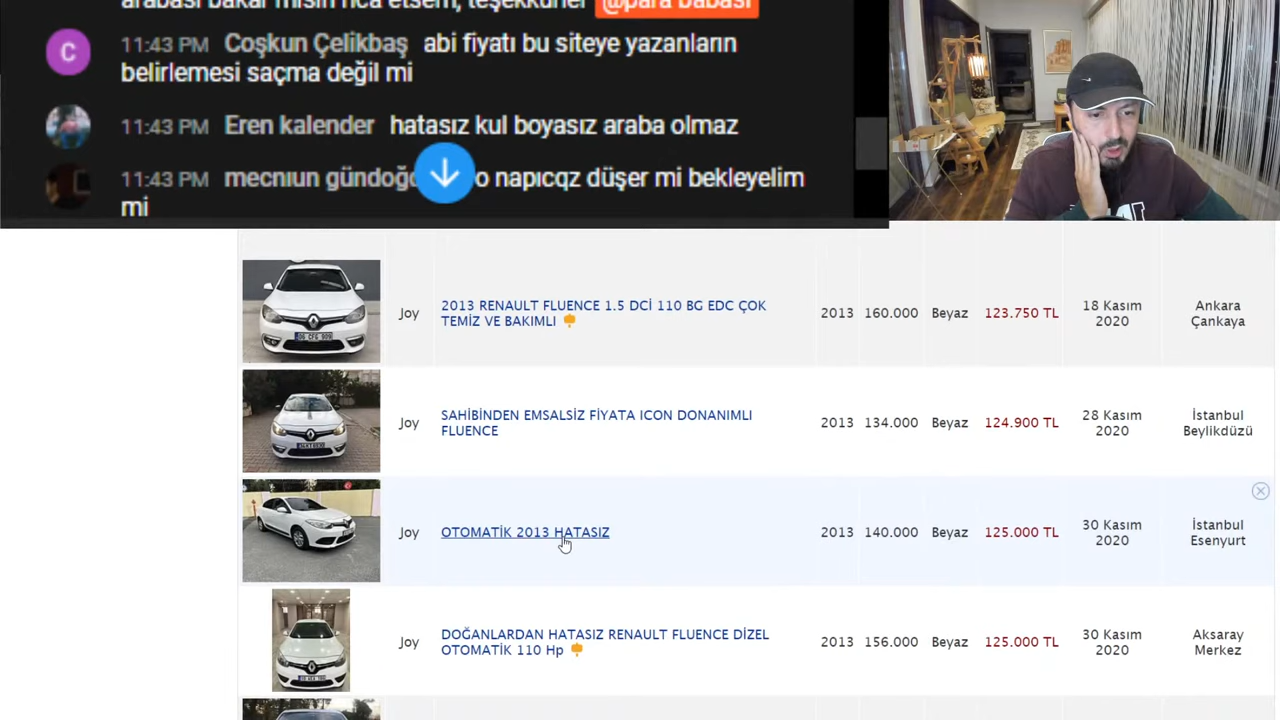 arabası bakar mısın rica etsem, teşekkürler @para babası
C 11:43 PM Coşkun Çelikbaş abi fiyatı bu siteye yazanların
belirlemesi saçma değil mi
11:43 PM Eren kalender hatasız kul boyasız araba olmaz
11:43 PM mecnıun gündoğ o napıcqz düşer mi bekleyelim
mi
Joy 2013 RENAULT FLUENCE 1.5 DCİ 110 BG EDC ÇOK 2013 160.000 Beyaz 123.750 TL 18 Kasım Ankara
TEMİZ VE BAKIMLI 2020 Çankaya
Joy SAHİBİNDEN EMSALSİZ FİYATA ICON DONANIMLI 2013 134.000 Beyaz 124.900 TL 28 Kasım İstanbul
FLUENCE 2020 Beylikdüzü
Joy OTOMATİK 2013 HATASIZ 2013 140.000 Beyaz 125.000 TL 30 Kasım İstanbul
2020 Esenyurt
Joy DOĞANLARDAN HATASIZ RENAULT FLUENCE DİZEL 2013 156.000 Beyaz 125.000 TL 30 Kasım Aksaray
OTOMATİK 110 Hp 2020 Merkez